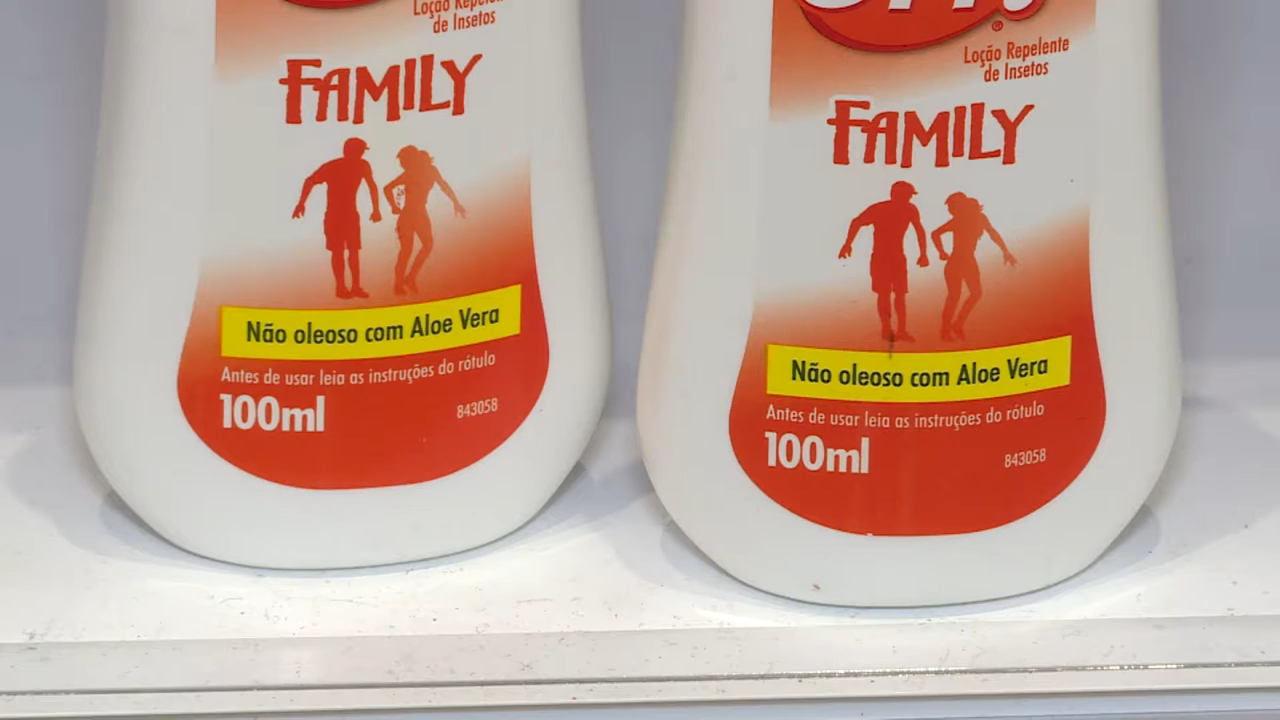 Loção
de Insetos
FAMILY
Não oleoso com Aloe Vera
Antes de usar leia as instruções do rótulo
100ml
843058
®
Loção Repelente
de Insetos
FAMILY
Não oleoso com Aloe Vera
Antes de usar leia as instruções do rótulo
100ml
843058